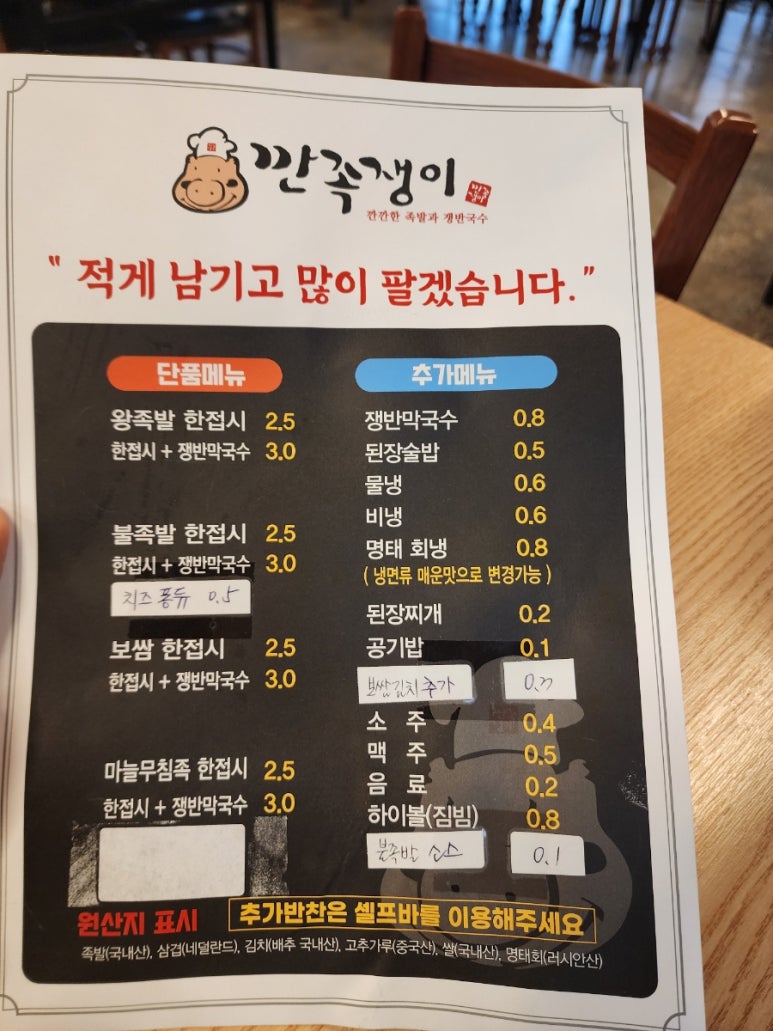 깐족쟁이
깐깐한 족발과 쟁반국수
" 적게 남기고 많이 팔겠습니다. "
단품메뉴
왕족발 한접시 2.5
한접시 + 쟁반막국수 3.0
불족발 한접시 2.5
한접시 + 쟁반막국수 3.0
치즈 퐁듀 0.5
보쌈 한접시 2.5
한접시 + 쟁반막국수 3.0
마늘무침족 한접시 2.5
한접시 + 쟁반막국수 3.0
추가메뉴
쟁반막국수 0.8
된장술밥 0.5
물냉 0.6
비냉 0.6
명태 회냉 0.8
( 냉면류 매운맛으로 변경가능 )
된장찌개 0.2
공기밥 0.1
보쌈김치 추가
소 주 0.4
맥 주 0.5
음 료 0.2
하이볼(짐빔) 0.8
불족발 소스 0.1
원산지 표시
추가반찬은 셀프바를 이용해주세요
족발(국내산), 삼겹(네덜란드), 김치(배추 국내산), 고추가루(중국산), 쌀(국내산), 명태회(러시안산)